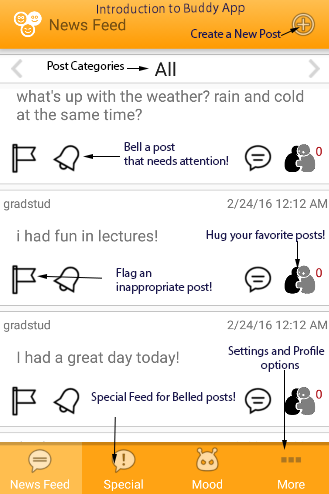 Introduction to Buddy App
News Feed
Create a New Post
Post Categories
All
what's up with the weather? rain and cold
at the same time?
Bell a post
that needs attention!
0
gradstud 2/24/16 12:12 AM
i had fun in lectures!
Hug your favorite posts!
0
Flag an
inappropriate post!
gradstud 2/24/16 12:12 AM
I had a great day today!
Settings and Profile
options
Special Feed for Belled posts!
0
News Feed Special Mood More